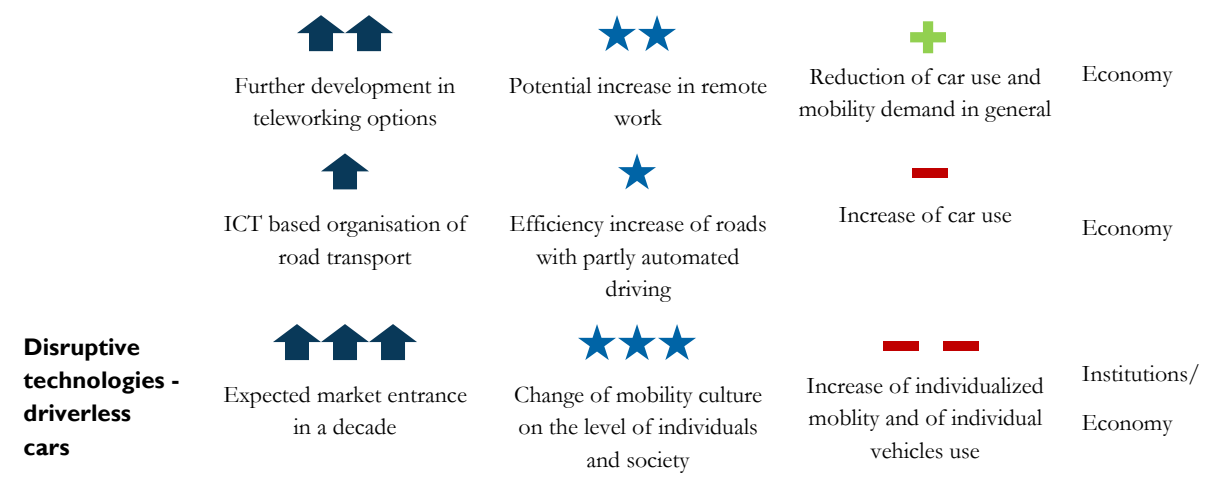 Further development in
teleworking options
Potential increase in remote
work
Reduction of car use and
mobility demand in general
Economy
ICT based organisation of
road transport
Efficiency increase of roads
with partly automated
driving
Increase of car use
Economy
Disruptive
technologies -
driverless
cars
Expected market entrance
in a decade
Change of mobility culture
on the level of individuals
and society
Increase of individualized
moblity and of individual
vehicles use
Institutions/
Economy